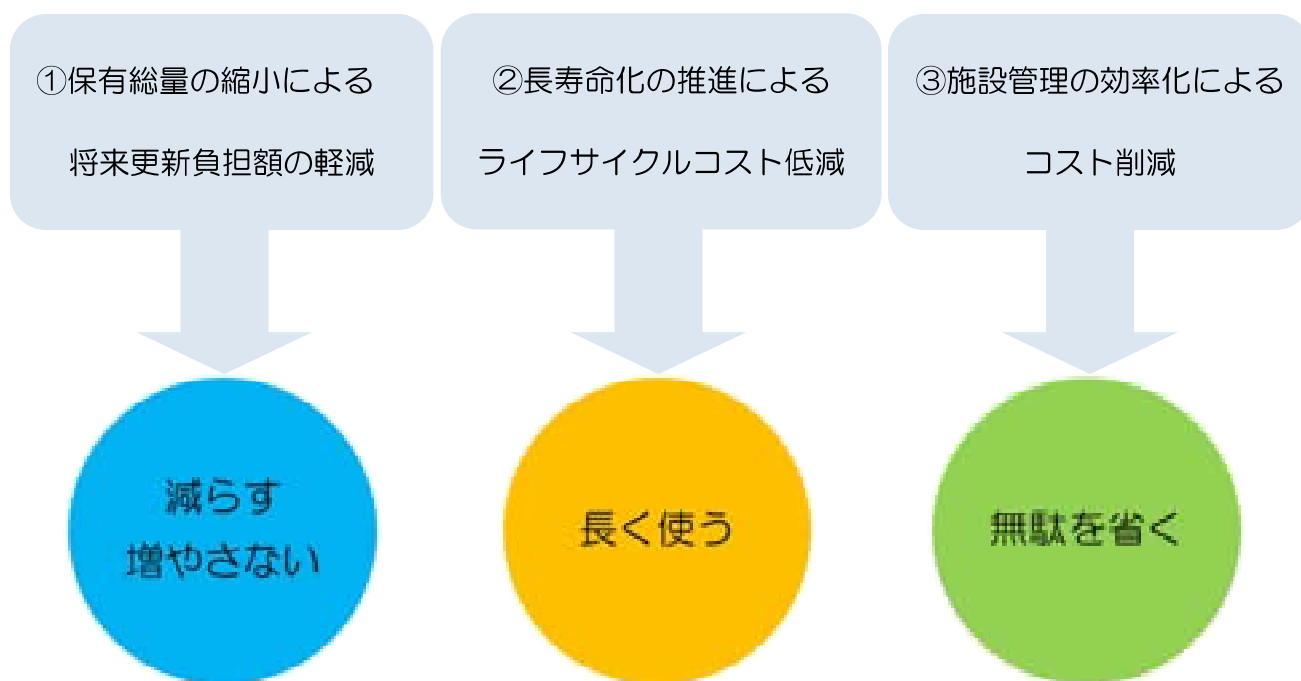 ①保有総量の縮小による
将来更新負担額の軽減
②長寿命化の推進による
ライフサイクルコスト低減
③施設管理の効率化による
コスト削減
減らす
増やさない
長く使う
無駄を省く